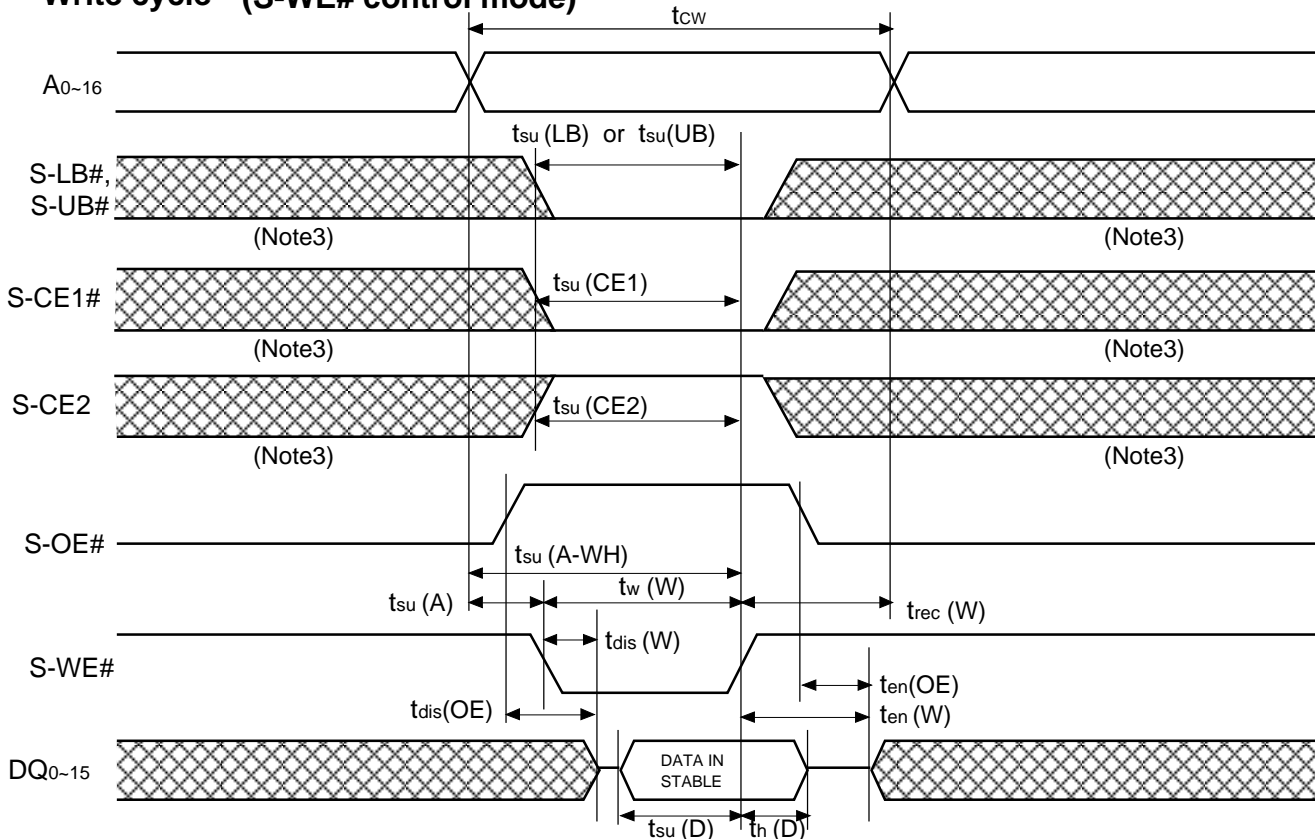 Write cycle (S-WE# control mode)
tCW
A0~16
tsu (LB) or tsu(UB)
S-LB#,
S-UB#
(Note3)
(Note3)
S-CE1#
tsu (CE1)
(Note3)
(Note3)
S-CE2
tsu (CE2)
(Note3)
(Note3)
S-OE#
tsu (A-WH)
tsu (A)
tw (W)
trec (W)
S-WE#
tdis (W)
ten(OE)
tdis(OE)
ten (W)
DQ0~15
DATA IN
STABLE
tsu (D)
th (D)